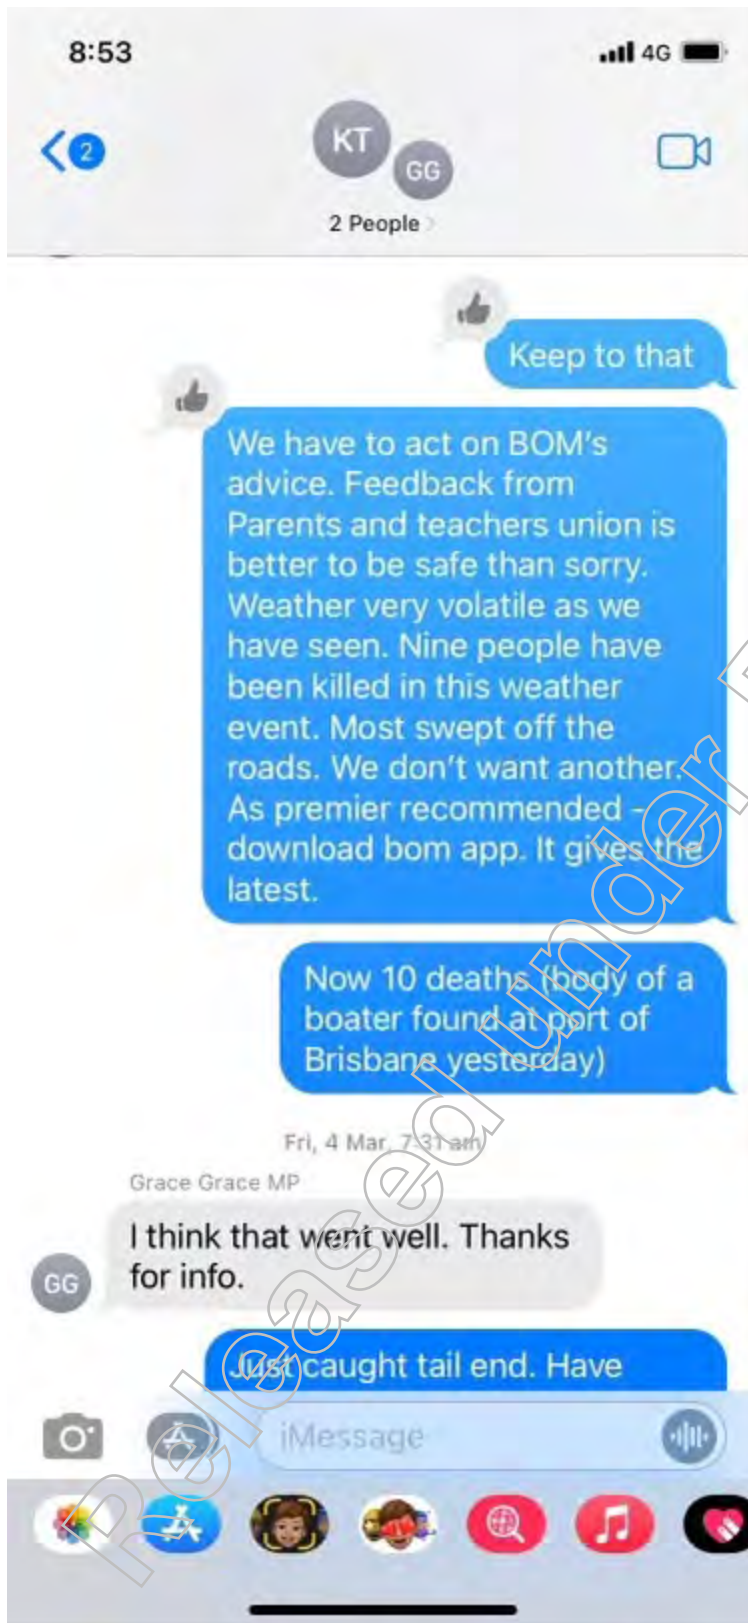 8:53
4G
2
KT
GG
2 People
Keep to that
We have to act on BOM's
advice. Feedback from
Parents and teachers union is
better to be safe than sorry.
Weather very volatile as we
have seen. Nine people have
been killed in this weather
event. Most swept off the
roads. We don't want another.
As premier recommended -
download bom app. It gives the
latest.
Now 10 deaths (body of a
boater found at port of
Brisbane yesterday)
Fri, 4 Mar, 7:31 am
Grace Grace MP
I think that went well. Thanks
for info.
GG
Just caught tail end. Have
iMessage
Released under R